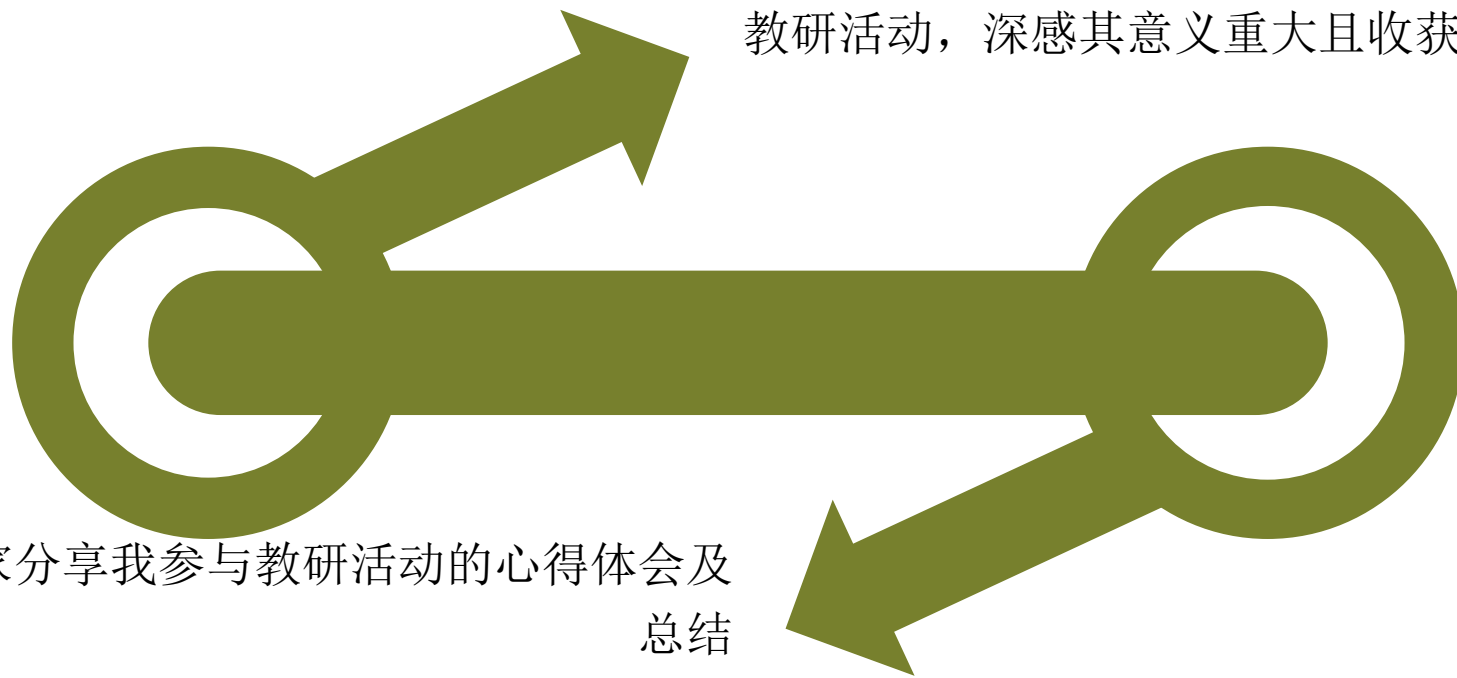 教研活动，深感其意义重大且收获
家分享我参与教研活动的心得体会及
总结